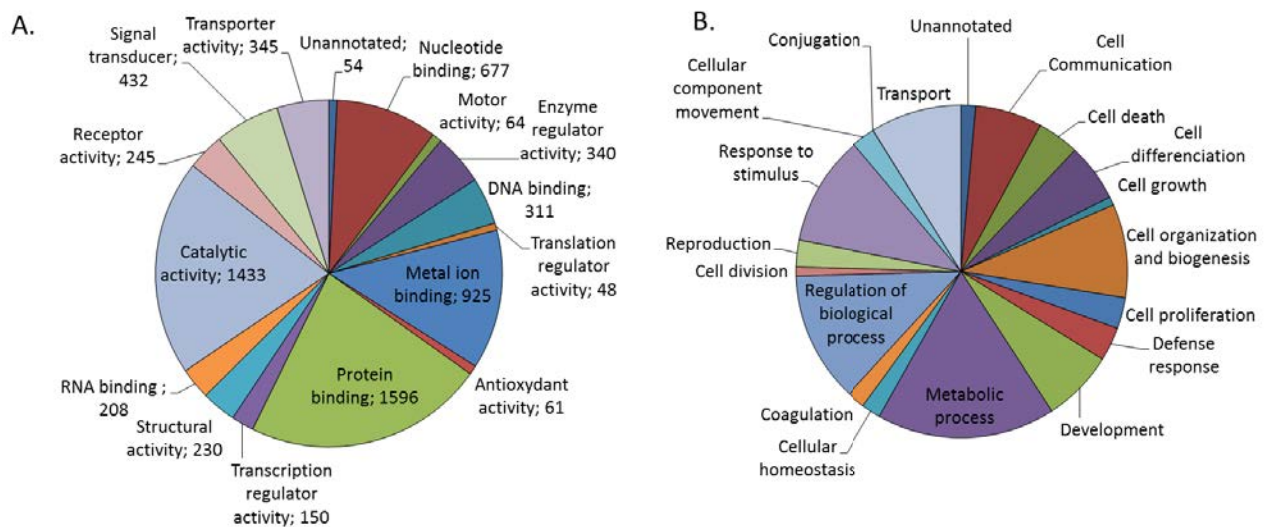 A.
Transporter
activity; 345
Signal
transducer;
432
Receptor
activity; 245
Catalytic
activity; 1433
RNA binding ;
208
Structural
activity; 230
Transcription
regulator
activity; 150
Protein
binding; 1596
Antioxydant
activity; 61
Metal ion
binding; 925
Translation
regulator
activity; 48
DNA binding;
311
Enzyme
regulator
activity; 340
Motor
activity; 64
Nucleotide
binding; 677
Unannotated;
54
B.
Unannotated
Cell
Communication
Cell death
Cell
differenciation
Cell growth
Cell organization
and biogenesis
Cell proliferation
Defense
response
Development
Metabolic
process
Cellular
homeostasis
Coagulation
Regulation of
biological
process
Cell division
Reproduction
Response to
stimulus
Cellular
component
movement
Conjugation
Transport